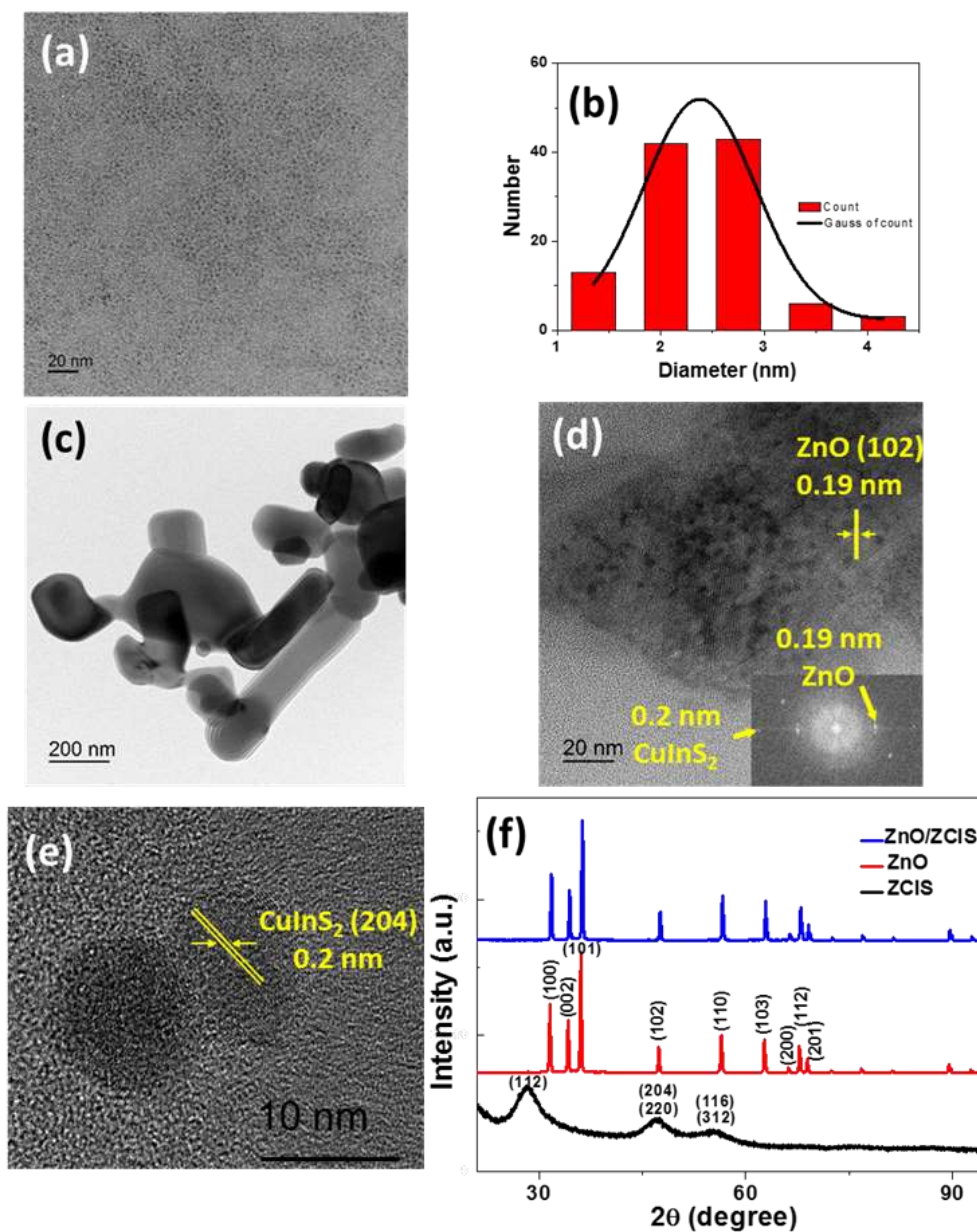 (a)
20 nm
(b)
60
40
20
0
Number
Count
Gauss of count
1
2
3
4
Diameter (nm)
(c)
200 nm
(d)
ZnO (102)
0.19 nm
0.19 nm
ZnO
0.2 nm
CuInS₂
20 nm
(e)
CuInS₂ (204)
0.2 nm
10 nm
(f)
ZnO/ZCIS
ZnO
ZCIS
Intensity (a.u.)
(100)
(002)
(101)
(102)
(110)
(103)
(200)
(112)
(201)
(112)
(204)
(220)
(116)
(312)
30
60
90
2θ (degree)